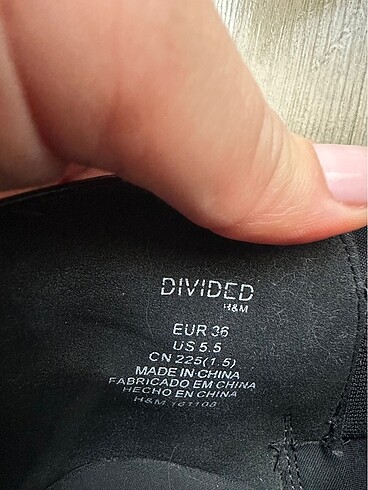 DIVIDED
H&M
EUR 36
US 5.5
CN 225(1.5)
MADE IN CHINA
FABRICADO EM CHINA
HECHO EN CHINA
H&M 161108